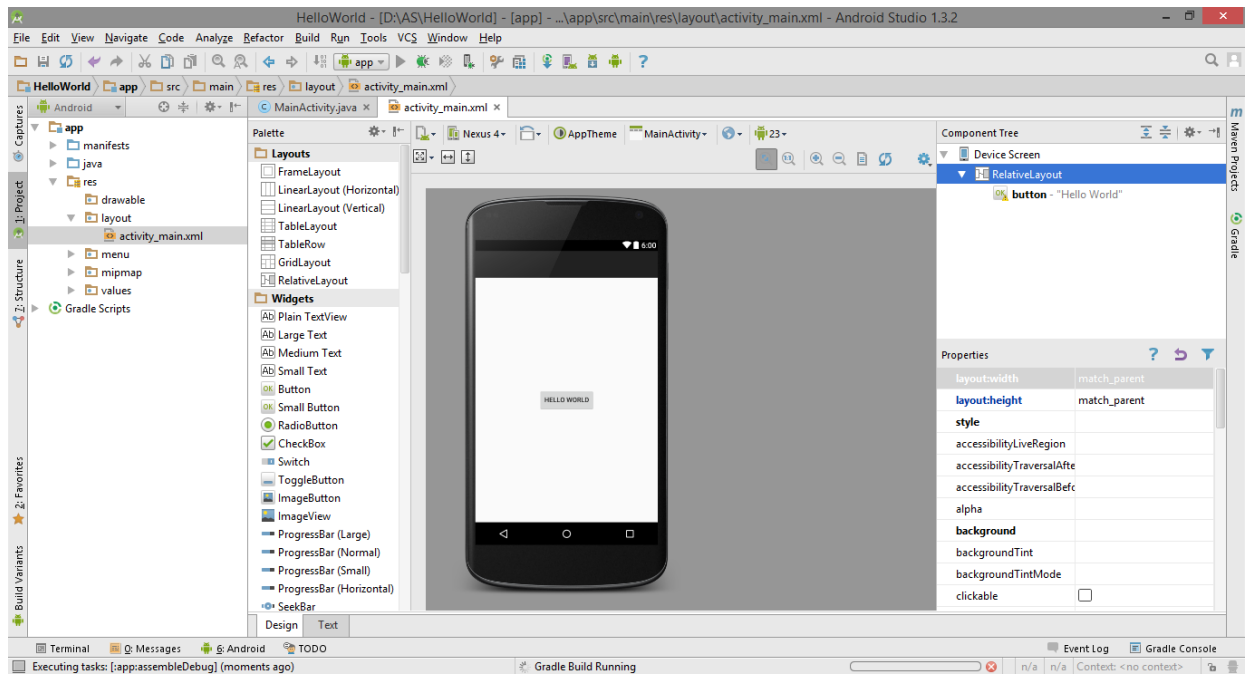 HelloWorld - [D:\AS\HelloWorld] - [app] - ...\app\src\main\res\layout\activity_main.xml - Android Studio 1.3.2
File Edit View Navigate Code Analyze Refactor Build Run Tools VCS Window Help
app
HelloWorld app src main res layout activity_main.xml
Captures
1: Project
7: Structure
2: Favorites
Build Variants
Android
app
manifests
java
res
drawable
layout
activity_main.xml
menu
mipmap
values
Gradle Scripts
MainActivity.java
activity_main.xml
Palette
Layouts
FrameLayout
LinearLayout (Horizontal)
LinearLayout (Vertical)
TableLayout
TableRow
GridLayout
RelativeLayout
Widgets
Plain TextView
Large Text
Medium Text
Small Text
Button
Small Button
RadioButton
CheckBox
Switch
ToggleButton
ImageButton
ImageView
ProgressBar (Large)
ProgressBar (Normal)
ProgressBar (Small)
ProgressBar (Horizontal)
SeekBar
Design Text
Nexus 4 AppTheme MainActivity 23
6:00
HELLO WORLD
Component Tree
Device Screen
RelativeLayout
button - "Hello World"
Properties
layout:width match_parent
layout:height match_parent
style
accessibilityLiveRegion
accessibilityTraversalAfte
accessibilityTraversalBefo
alpha
background
backgroundTint
backgroundTintMode
clickable
Maven Projects
Gradle
Terminal 0: Messages 6: Android TODO
Event Log Gradle Console
Executing tasks: [:app:assembleDebug] (moments ago)
Gradle Build Running
n/a n/a Context: <no context>